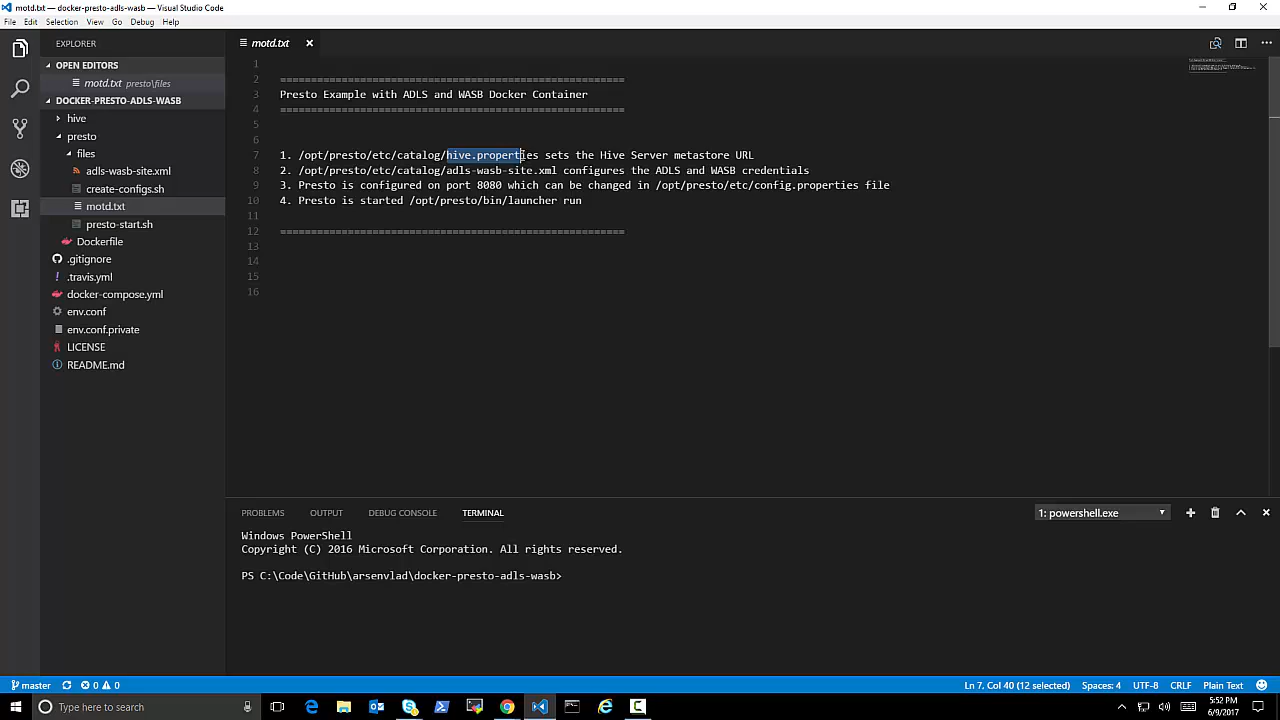 motd.txt — docker-presto-adls-wasb — Visual Studio Code
File Edit Selection View Go Debug Help
EXPLORER
OPEN EDITORS
motd.txt presto\files
DOCKER-PRESTO-ADLS-WASB
hive
presto
files
adls-wasb-site.xml
create-configs.sh
motd.txt
presto-start.sh
Dockerfile
.gitignore
.travis.yml
docker-compose.yml
env.conf
env.conf.private
LICENSE
README.md
motd.txt
1
2 ========================================================
3 Presto Example with ADLS and WASB Docker Container
4 ========================================================
5
6
7 1. /opt/presto/etc/catalog/hive.properties sets the Hive Server metastore URL
8 2. /opt/presto/etc/catalog/adls-wasb-site.xml configures the ADLS and WASB credentials
9 3. Presto is configured on port 8080 which can be changed in /opt/presto/etc/config.properties file
10 4. Presto is started /opt/presto/bin/launcher run
11
12 ========================================================
13
14
15
16
PROBLEMS OUTPUT DEBUG CONSOLE TERMINAL 1: powershell.exe
Windows PowerShell
Copyright (C) 2016 Microsoft Corporation. All rights reserved.
PS C:\Code\GitHub\arsenvlad\docker-presto-adls-wasb>
master 0 0 Ln 7, Col 40 (12 selected) Spaces: 4 UTF-8 CRLF Plain Text
Type here to search
5:52 PM
6/9/2017